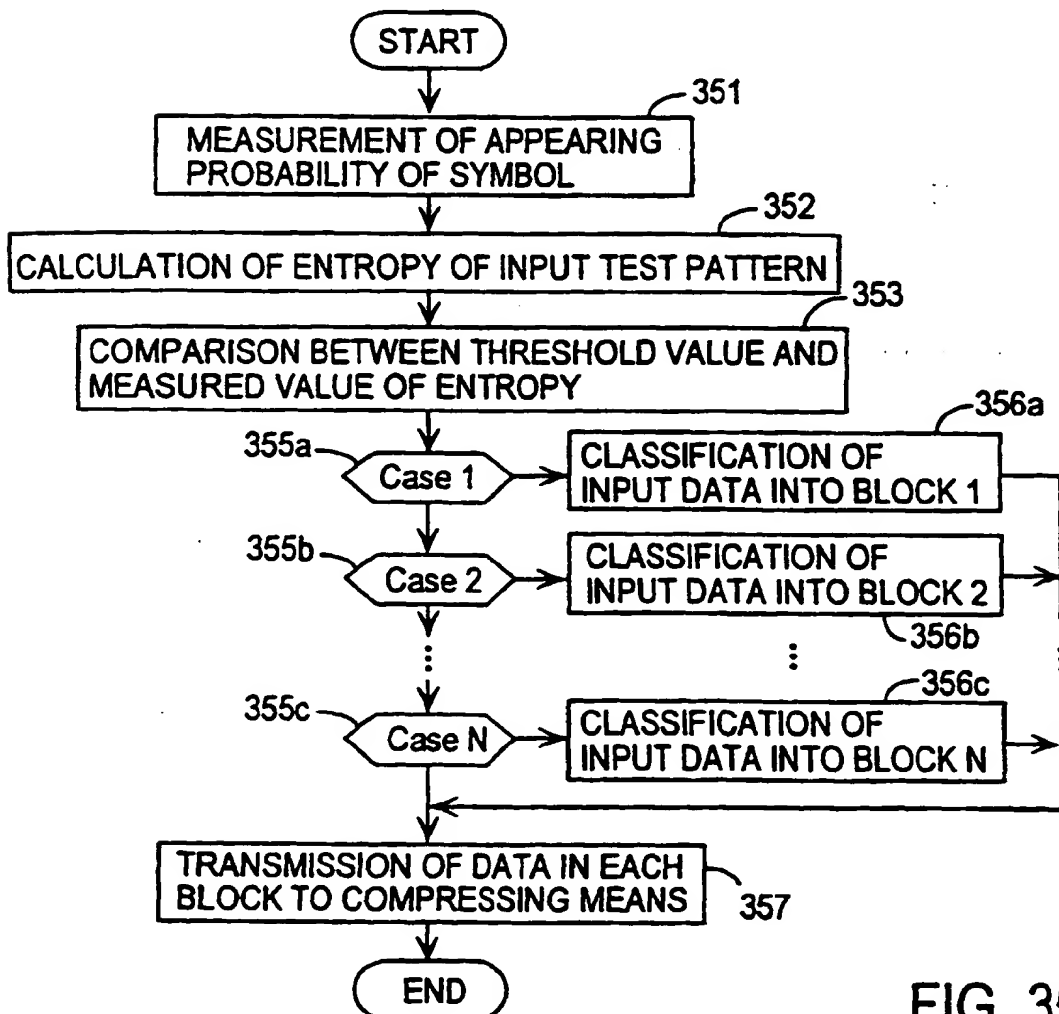 START
351
MEASUREMENT OF APPEARING
PROBABILITY OF SYMBOL
352
CALCULATION OF ENTROPY OF INPUT TEST PATTERN
353
COMPARISON BETWEEN THRESHOLD VALUE AND
MEASURED VALUE OF ENTROPY
355a
Case 1
356a
CLASSIFICATION OF
INPUT DATA INTO BLOCK 1
355b
Case 2
CLASSIFICATION OF
INPUT DATA INTO BLOCK 2
356b
355c
Case N
356c
CLASSIFICATION OF
INPUT DATA INTO BLOCK N
TRANSMISSION OF DATA IN EACH
BLOCK TO COMPRESSING MEANS
357
END
FIG.